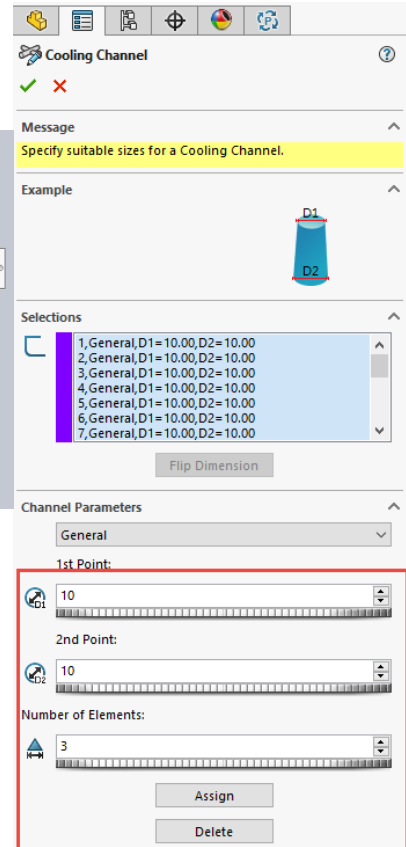 Cooling Channel
Message
Specify suitable sizes for a Cooling Channel.
Example
D1
D2
Selections
1,General,D1=10.00,D2=10.00
2,General,D1=10.00,D2=10.00
3,General,D1=10.00,D2=10.00
4,General,D1=10.00,D2=10.00
5,General,D1=10.00,D2=10.00
6,General,D1=10.00,D2=10.00
7,General,D1=10.00,D2=10.00
Flip Dimension
Channel Parameters
General
1st Point:
D1 10
2nd Point:
D2 10
Number of Elements:
3
Assign
Delete